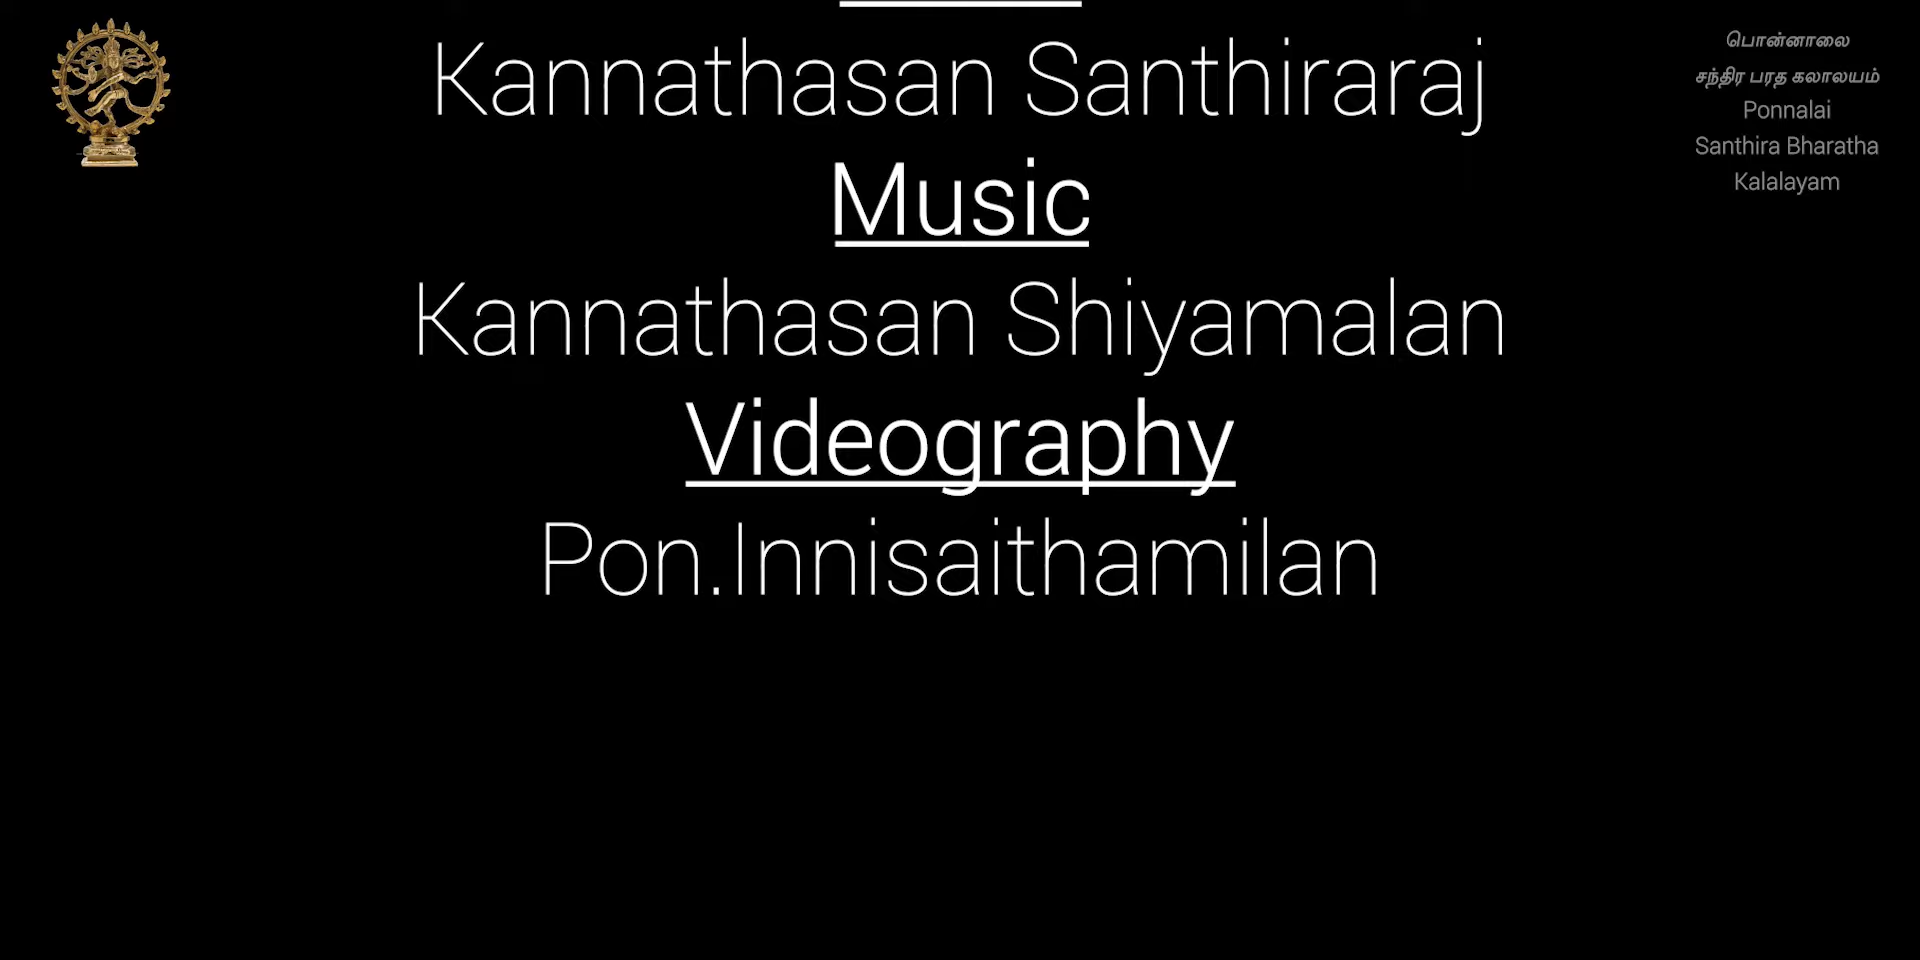 Kannathasan Santhiraraj
Music
Kannathasan Shiyamalan
Videography
Pon.Innisaithamilan
பொன்னாலை
சந்திர பரத கலாலயம்
Ponnalai
Santhira Bharatha
Kalalayam